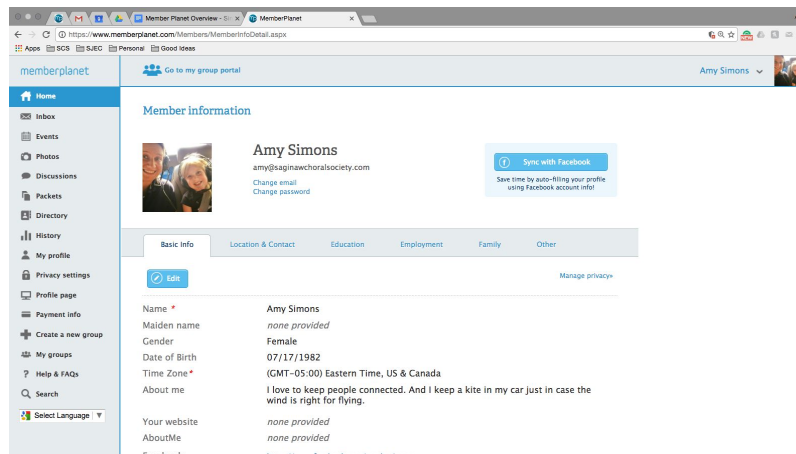 Member Planet Overview - Si
MemberPlanet
https://www.memberplanet.com/Members/MemberInfoDetail.aspx
Apps SCS SJEC Personal Good Ideas
memberplanet
Go to my group portal
Amy Simons
Home
Inbox
Events
Photos
Discussions
Packets
Directory
History
My profile
Privacy settings
Profile page
Payment info
Create a new group
My groups
Help & FAQs
Search
Select Language
Member information
Amy Simons
amy@saginawchoralsociety.com
Change email
Change password
Sync with Facebook
Save time by auto-filling your profile
using Facebook account info!
Basic Info Location & Contact Education Employment Family Other
Edit
Manage privacy»
Name * Amy Simons
Maiden name none provided
Gender Female
Date of Birth 07/17/1982
Time Zone* (GMT-05:00) Eastern Time, US & Canada
About me I love to keep people connected. And I keep a kite in my car just in case the
wind is right for flying.
Your website none provided
AboutMe none provided